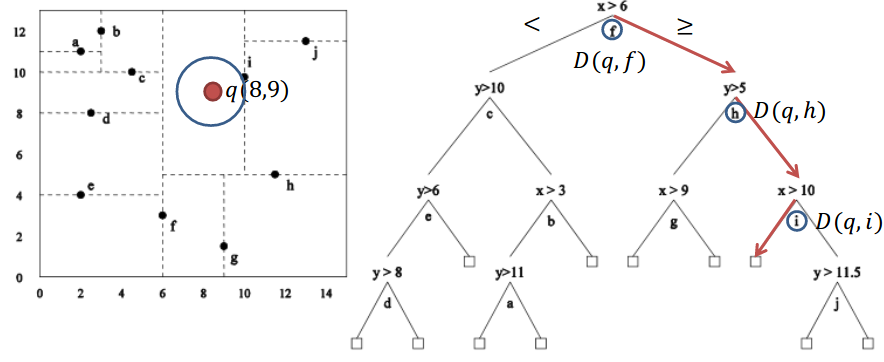 12
10
8
6
4
2
0
0 2 4 6 8 10 12 14
a
b
c
d
e
f
g
h
i
j
q(8,9)
x > 6
< ≥
f
D(q, f)
y>10
c
y>5
h D(q, h)
y>6
e
x > 3
b
x > 9
g
x > 10
i D(q, i)
y > 8
d
y>11
a
y > 11.5
j